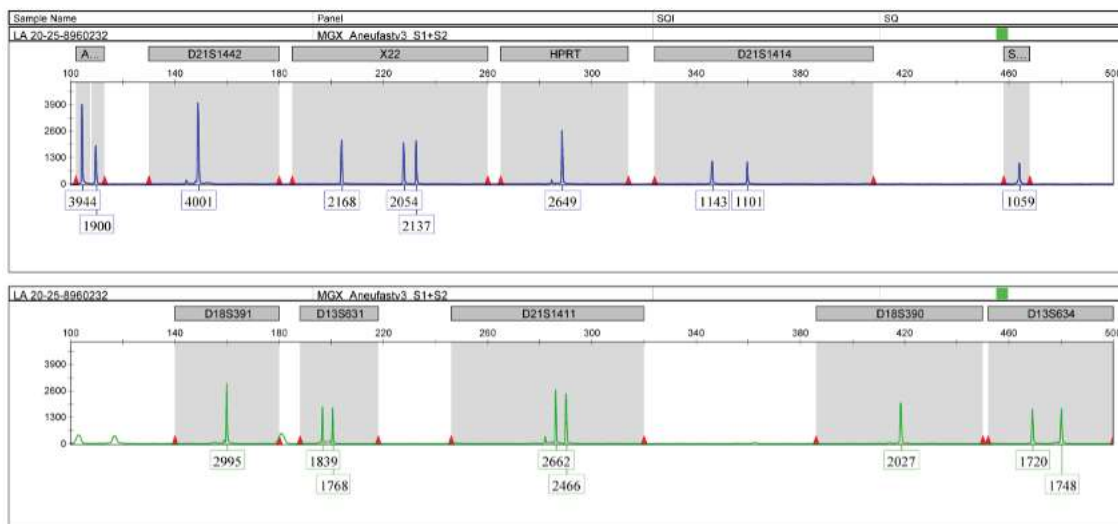 Sample Name Panel SQI SQ
LA 20-25-8960232 MGX_Aneufastv3_S1+S2
A... D21S1442 X22 HPRT D21S1414 S...
100 140 180 220 260 300 340 380 420 460 500
3900
2600
1300
0
3944 4001 2168 2054 2649 1143 1101 1059
1900 2137
LA 20-25-8960232 MGX_Aneufastv3_S1+S2
D18S391 D13S631 D21S1411 D18S390 D13S634
100 140 180 220 260 300 340 380 420 460 500
3900
2600
1300
0
2995 1839 2662 2027 1720
1768 2466 1748